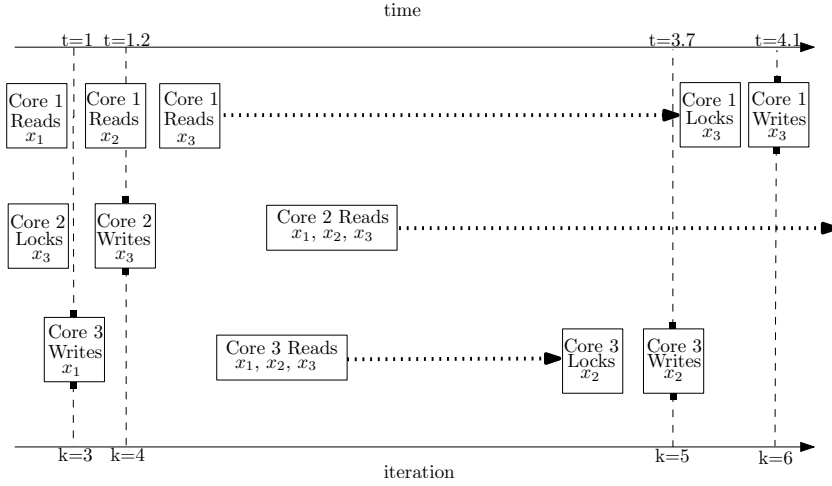 time
t=1 t=1.2 t=3.7 t=4.1
Core 1
Reads
x₁
Core 1
Reads
x₂
Core 1
Reads
x₃
Core 1
Locks
x₃
Core 1
Writes
x₃
Core 2
Locks
x₃
Core 2
Writes
x₃
Core 2 Reads
x₁, x₂, x₃
Core 3
Writes
x₁
Core 3 Reads
x₁, x₂, x₃
Core 3
Locks
x₂
Core 3
Writes
x₂
k=3 k=4 k=5 k=6
iteration